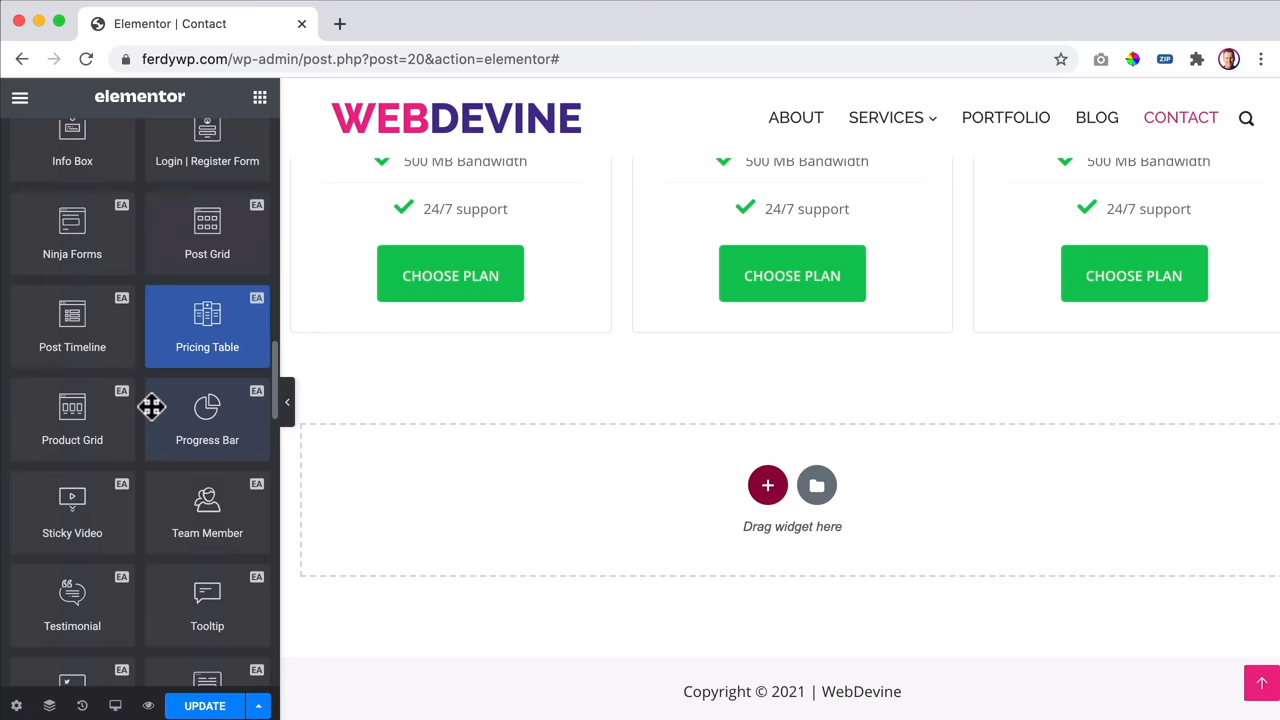 Elementor | Contact
ferdywp.com/wp-admin/post.php?post=20&action=elementor#
ZIP
elementor
WEBDEVINE
ABOUT
SERVICES
PORTFOLIO
BLOG
CONTACT
Info Box
Login | Register Form
EA
Ninja Forms
EA
Post Grid
EA
Post Timeline
EA
Pricing Table
EA
Product Grid
EA
Progress Bar
EA
Sticky Video
EA
Team Member
EA
Testimonial
EA
Tooltip
EA
EA
UPDATE
500 MB Bandwidth
24/7 support
CHOOSE PLAN
500 MB Bandwidth
24/7 support
CHOOSE PLAN
500 MB Bandwidth
24/7 support
CHOOSE PLAN
Drag widget here
Copyright © 2021 | WebDevine